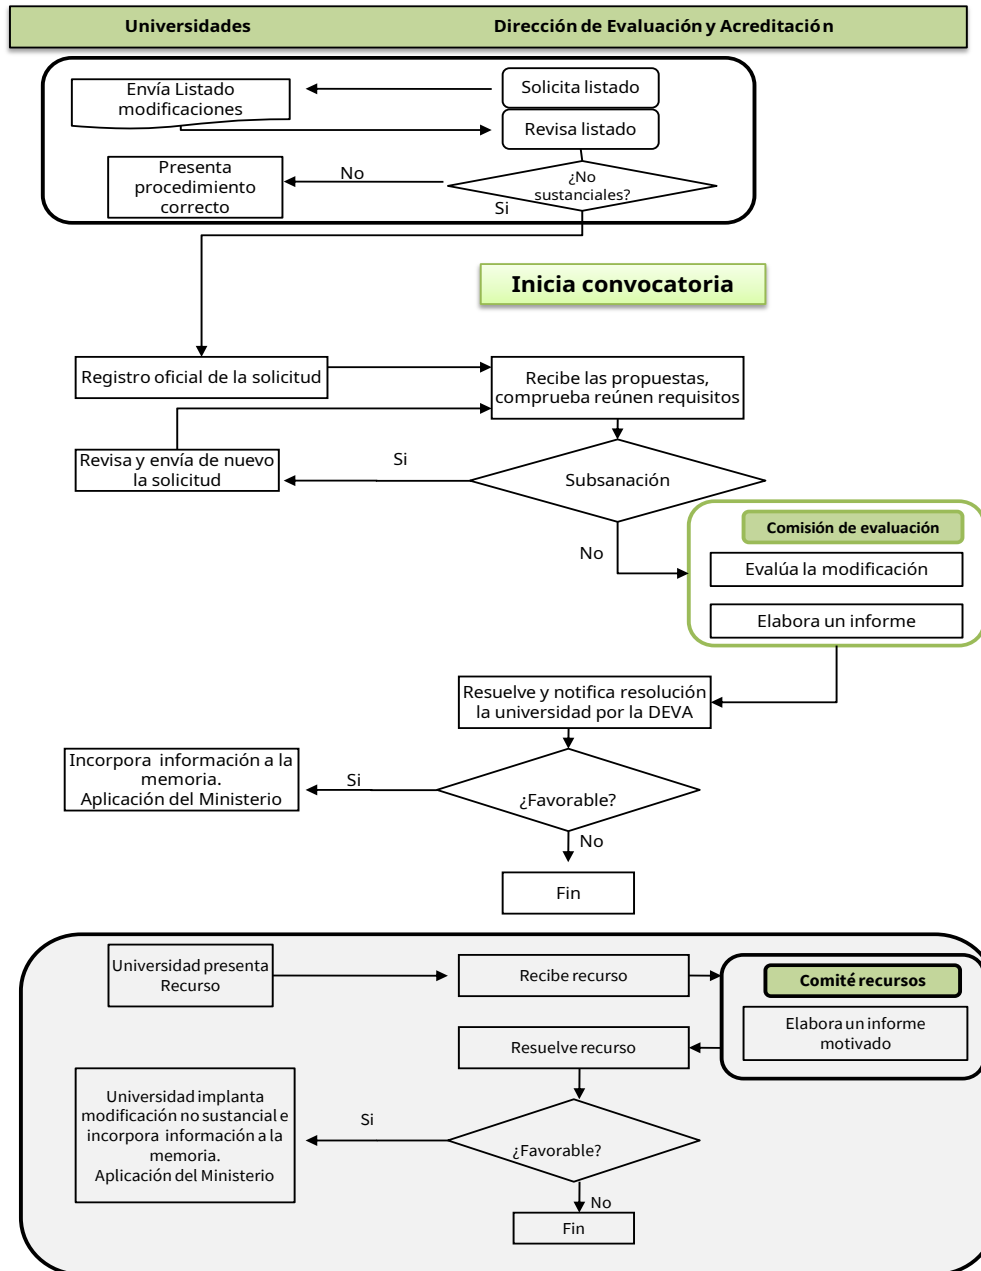 Universidades
Dirección de Evaluación y Acreditación
Envía Listado
modificaciones
Solicita listado
Revisa listado
Presenta
procedimiento
correcto
No
¿No
sustanciales?
Si
Inicia convocatoria
Registro oficial de la solicitud
Recibe las propuestas,
comprueba reúnen requisitos
Revisa y envía de nuevo
la solicitud
Si
Subsanación
No
Comisión de evaluación
Evalúa la modificación
Elabora un informe
Resuelve y notifica resolución
la universidad por la DEVA
Incorpora información a la
memoria.
Aplicación del Ministerio
Si
¿Favorable?
No
Fin
Universidad presenta
Recurso
Recibe recurso
Comité recursos
Elabora un informe
motivado
Resuelve recurso
Universidad implanta
modificación no sustancial e
incorpora información a la
memoria.
Aplicación del Ministerio
Si
¿Favorable?
No
Fin